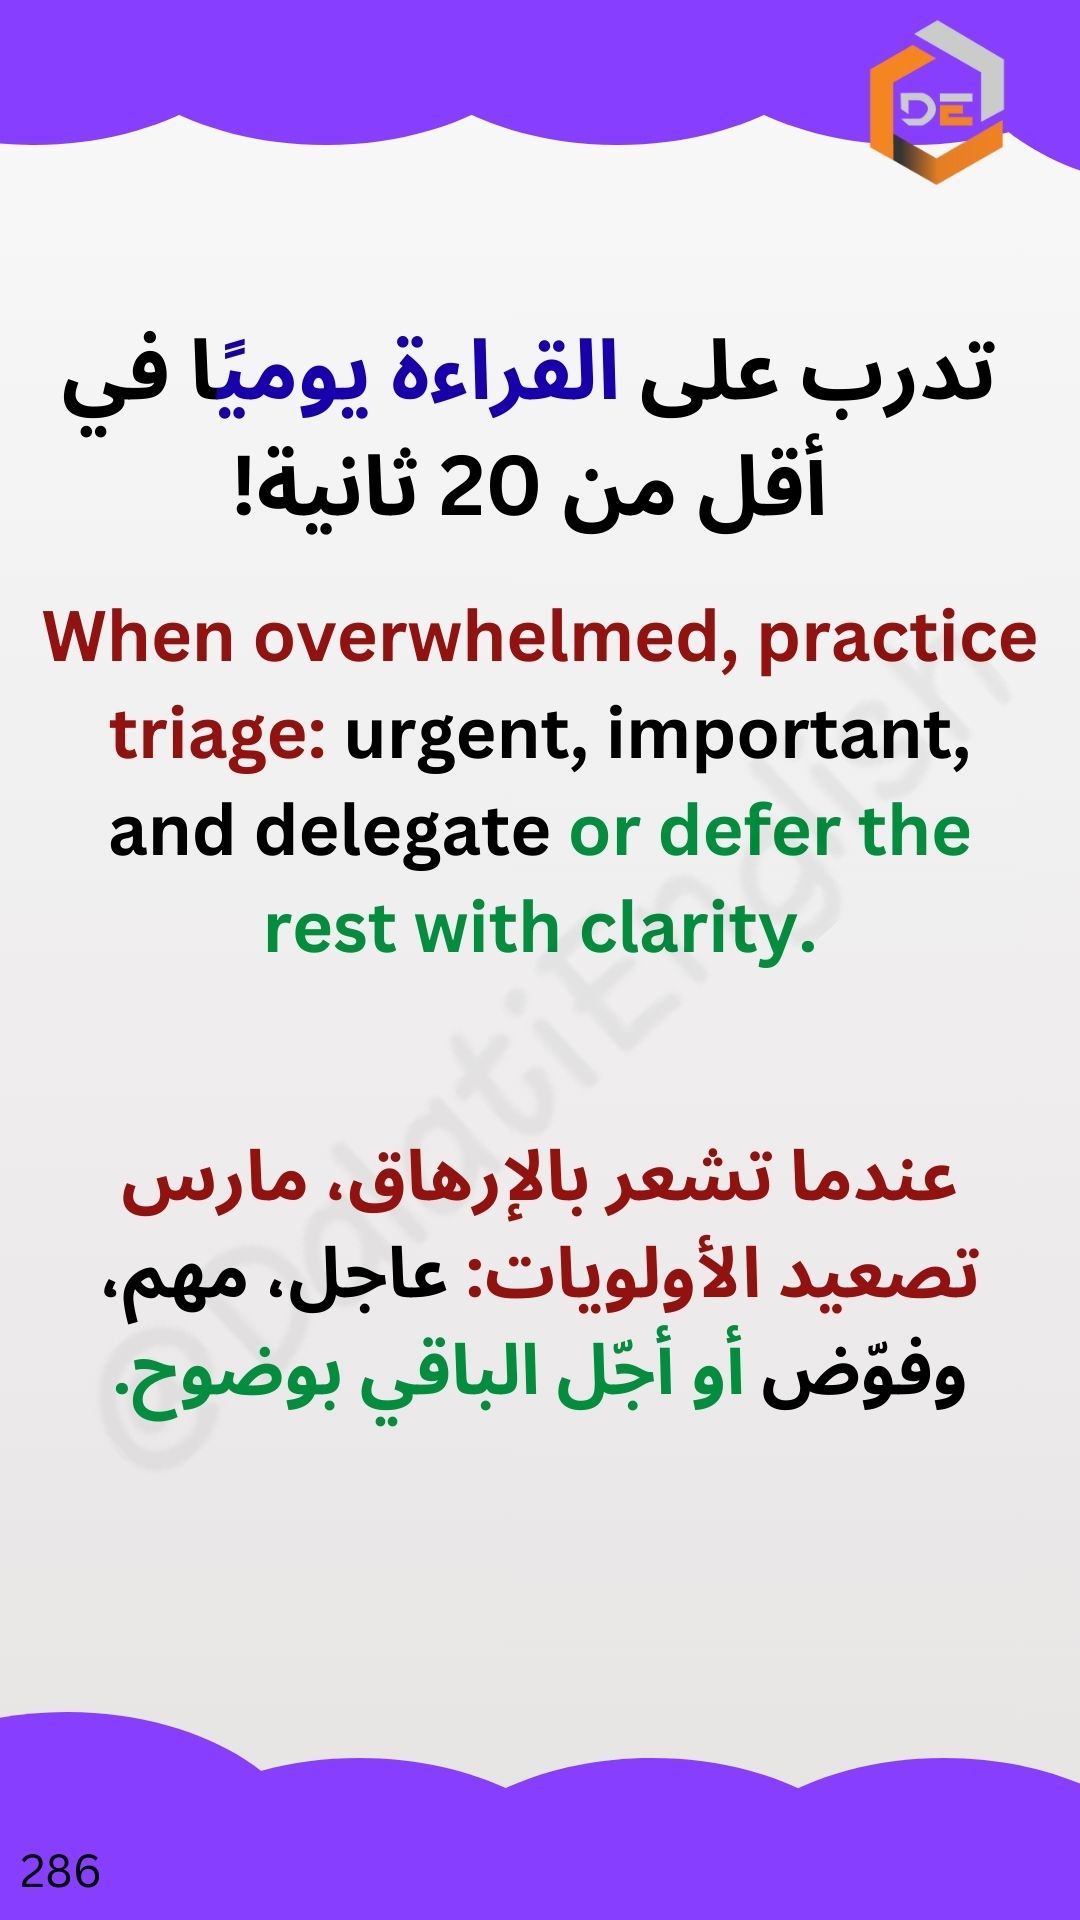 DE
تدرب على القراءة يوميًا في
أقل من 20 ثانية!
When overwhelmed, practice
triage: urgent, important,
and delegate or defer the
rest with clarity.
عندما تشعر بالإرهاق، مارس
تصعيد الأولويات: عاجل، مهم،
وفوّض أو أجّل الباقي بوضوح.
©DalatiEnglish
286